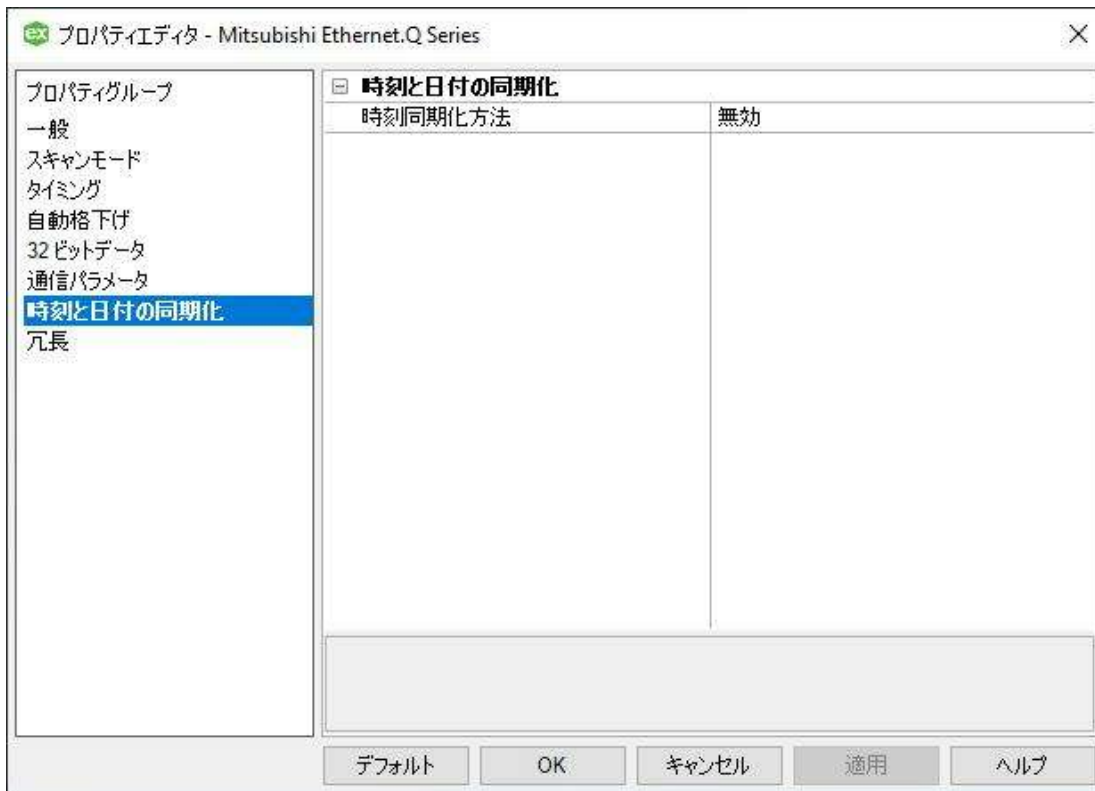 ex プロパティエディタ - Mitsubishi Ethernet.Q Series
プロパティグループ
一般
スキャンモード
タイミング
自動格下げ
32 ビットデータ
通信パラメータ
時刻と日付の同期化
冗長
時刻と日付の同期化
時刻同期化方法 無効
デフォルト OK キャンセル 適用 ヘルプ